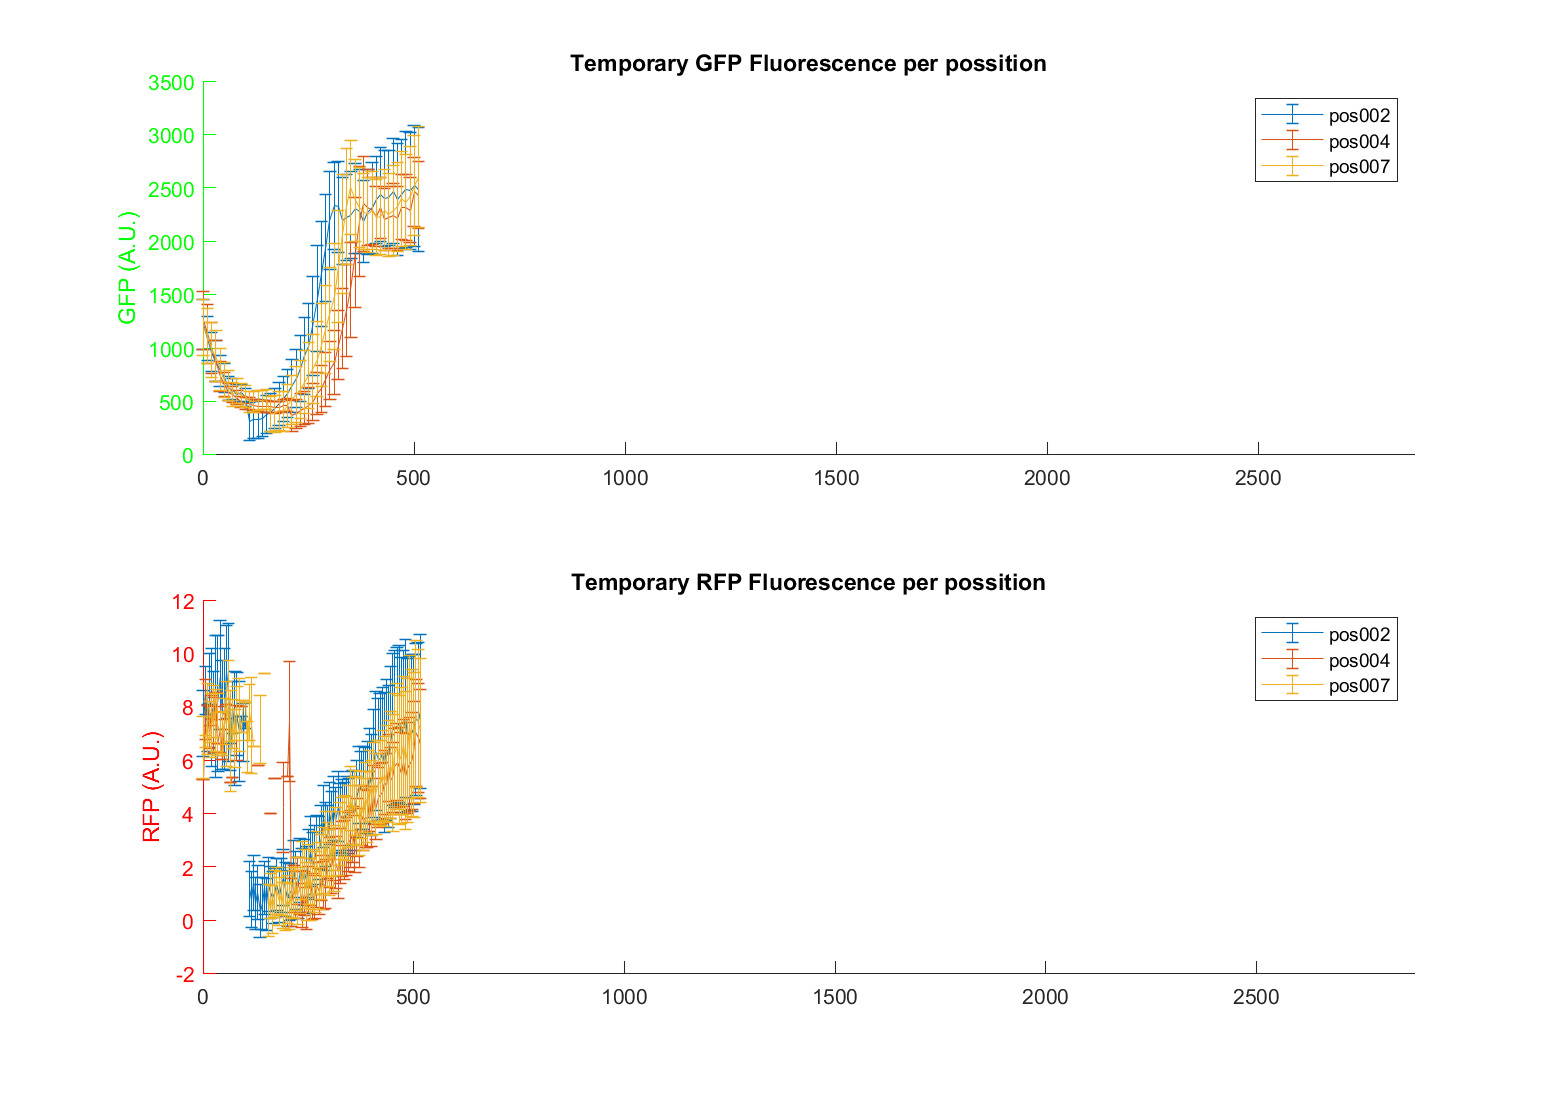 Temporary GFP Fluorescence per possition
3500
3000
2500
2000
1500
1000
500
0
GFP (A.U.)
0 500 1000 1500 2000 2500
pos002
pos004
pos007
Temporary RFP Fluorescence per possition
12
10
8
6
4
2
0
-2
RFP (A.U.)
0 500 1000 1500 2000 2500
pos002
pos004
pos007